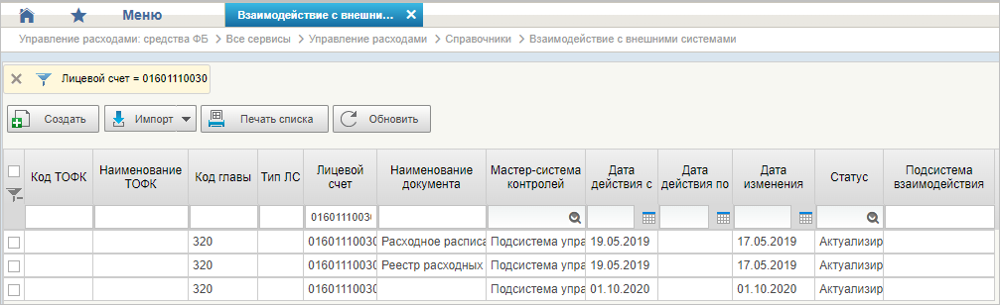 Меню
Взаимодействие с внешни...
Управление расходами: средства ФБ > Все сервисы > Управление расходами > Справочники > Взаимодействие с внешними системами
Лицевой счет = 01601110030
Создать Импорт Печать списка Обновить
Код ТОФК Наименование ТОФК Код главы Тип ЛС Лицевой счет Наименование документа Мастер-система контролей Дата действия с Дата действия по Дата изменения Статус Подсистема взаимодействия
0160111003
320 01601110030 Расходное расписа Подсистема упра 19.05.2019 17.05.2019 Актуализир
320 01601110030 Реестр расходных Подсистема упра 19.05.2019 17.05.2019 Актуализир
320 01601110030 Подсистема упра 01.10.2020 01.10.2020 Актуализир